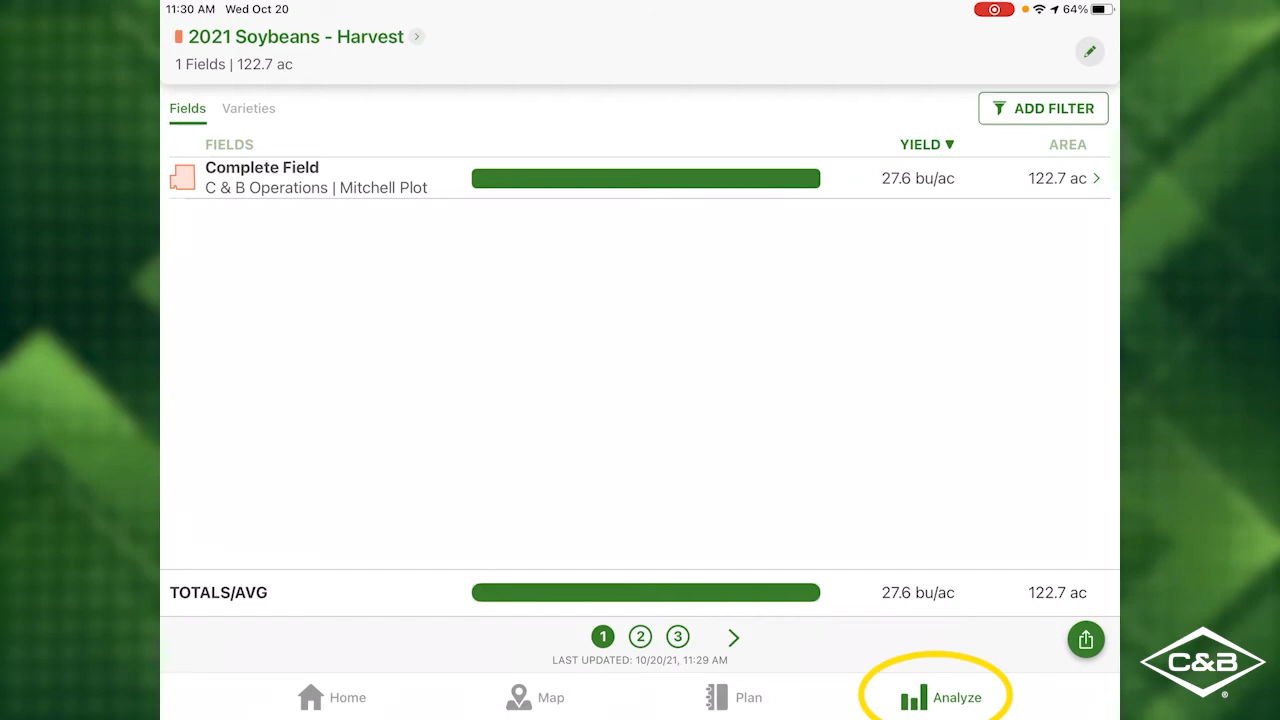 11:30 AM Wed Oct 20
64%
2021 Soybeans - Harvest
1 Fields | 122.7 ac
Fields Varieties
ADD FILTER
FIELDS YIELD ▼ AREA
Complete Field
C & B Operations | Mitchell Plot
27.6 bu/ac 122.7 ac
TOTALS/AVG 27.6 bu/ac 122.7 ac
1 2 3
LAST UPDATED: 10/20/21, 11:29 AM
Home Map Plan Analyze
C&B ®